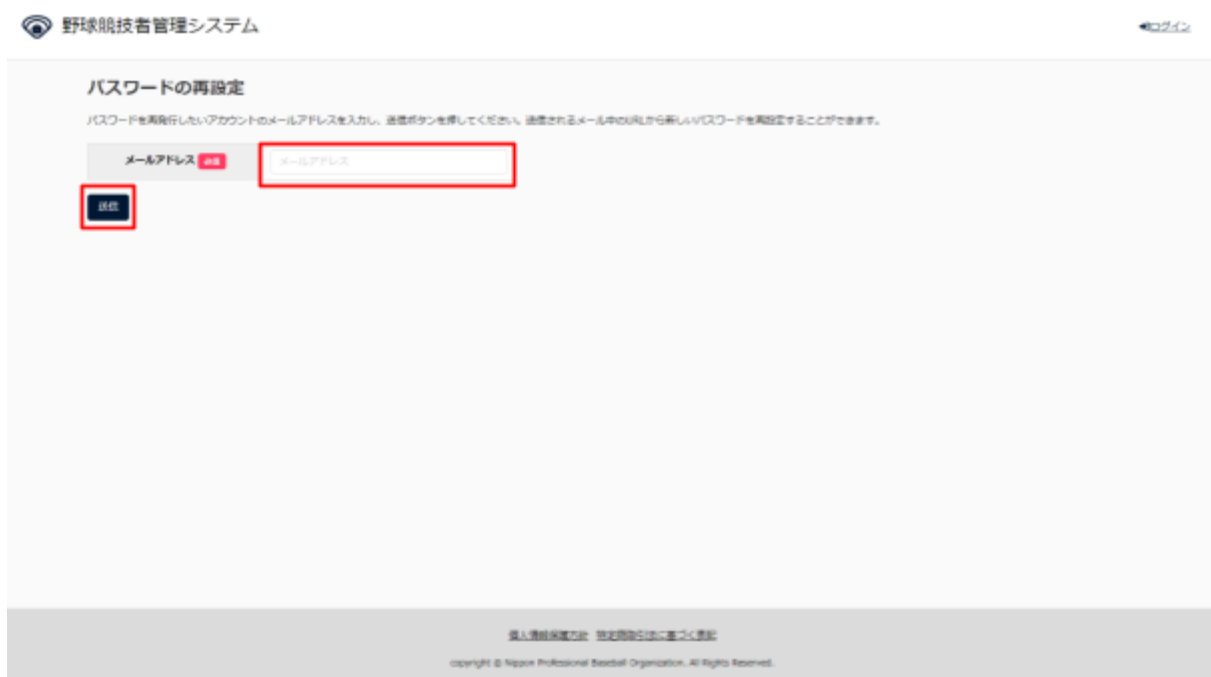 野球競技者管理システム
ログイン
パスワードの再設定
パスワードを再発行したいアカウントのメールアドレスを入力し、送信ボタンを押してください。送信されるメール中のURLから新しいパスワードを再設定することができます。
メールアドレス 必須
メールアドレス
送信
個人情報保護方針 特定商取引法に基づく表記
copyright © Nippon Professional Baseball Organization. All Rights Reserved.